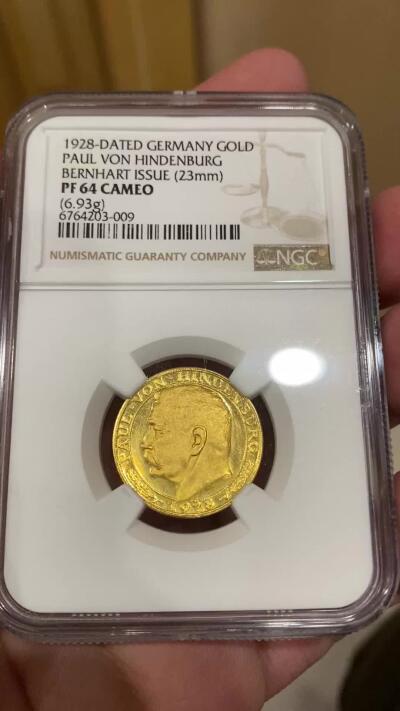 1928-DATED GERMANY GOLD
PAUL VON HINDENBURG
BERNHART ISSUE (23mm)
PF 64 CAMEO
(6.93g)
6764203-009
NUMISMATIC GUARANTY COMPANY
NGC
PAUL·VON·HINDENBURG
1928